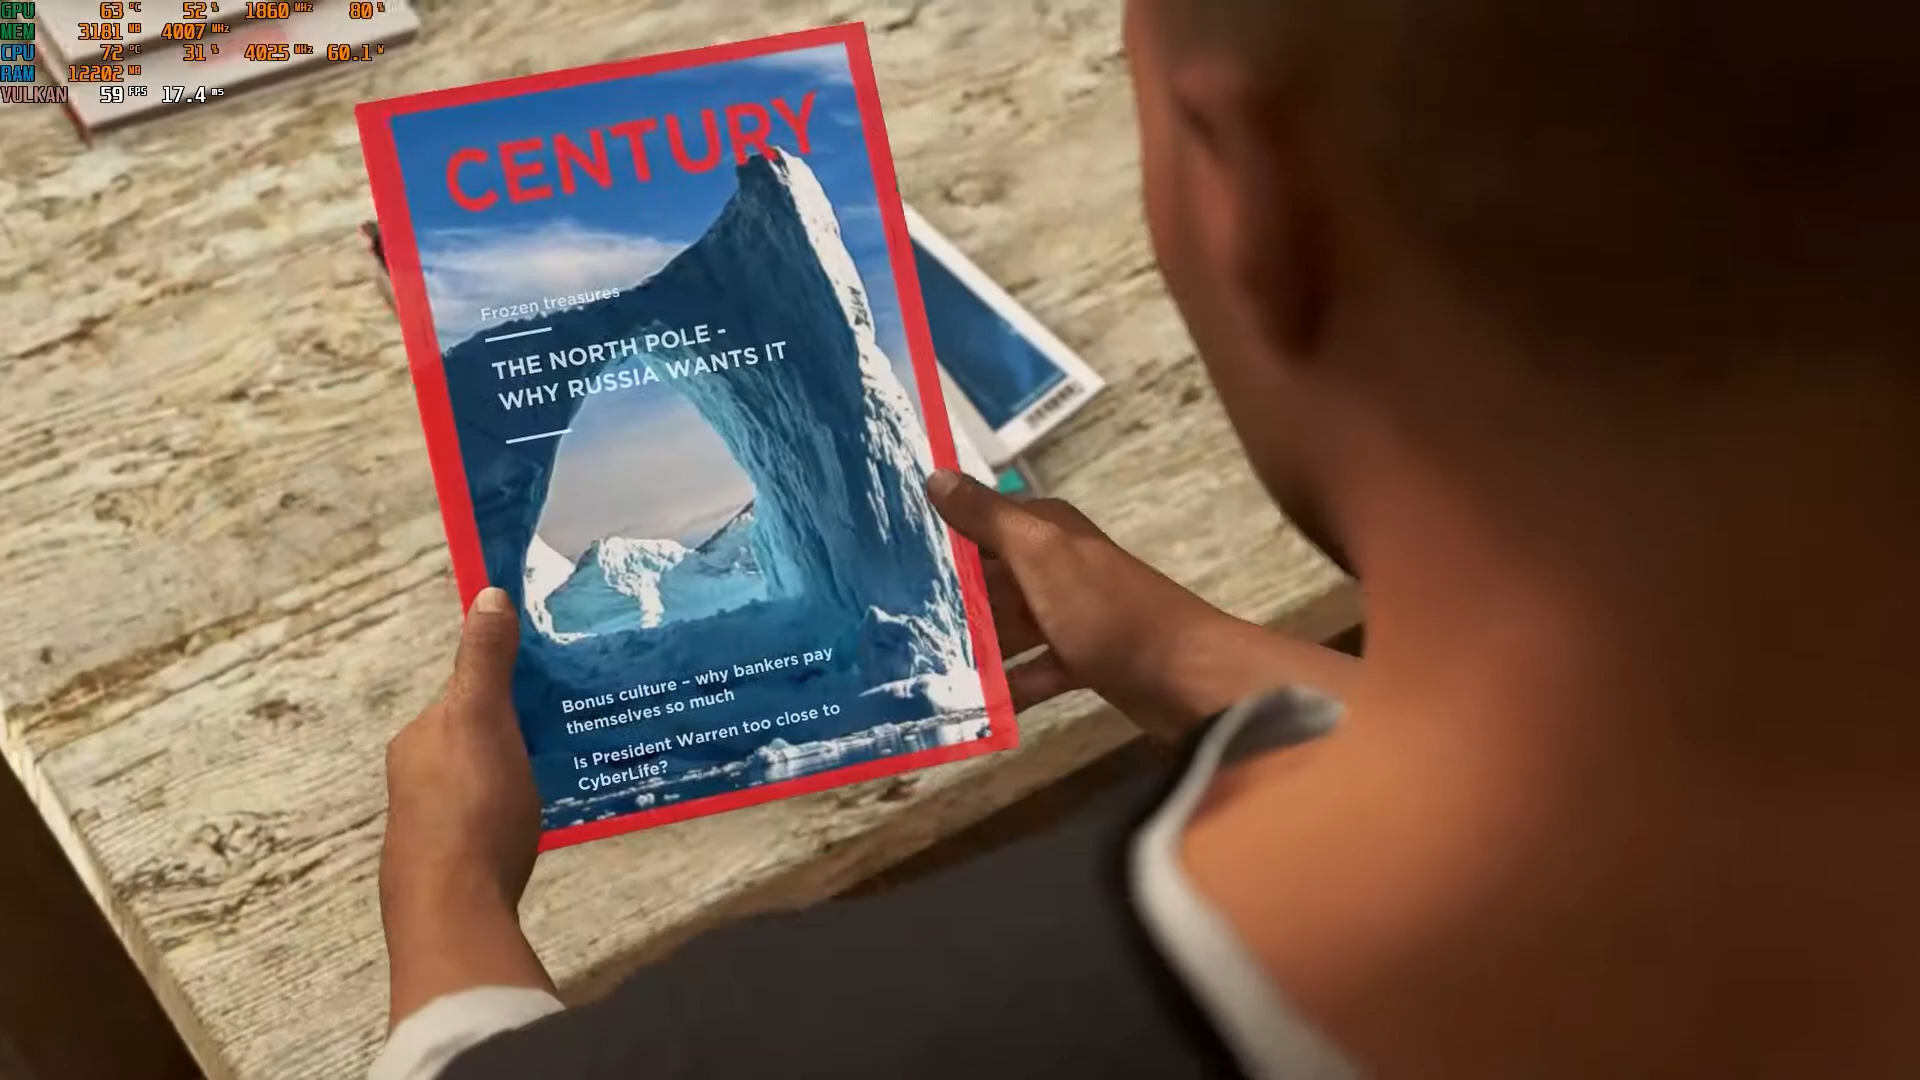 GPU 63 °C 52 % 1860 MHz 80 %
MEM 3181 MB 4007 MHz
CPU 72 °C 31 % 4025 MHz 60.1 W
RAM 12202 MB
VULKAN 59 FPS 17.4 ms
CENTURY
Frozen treasures
THE NORTH POLE -
WHY RUSSIA WANTS IT
Bonus culture – why bankers pay
themselves so much
Is President Warren too close to
CyberLife?